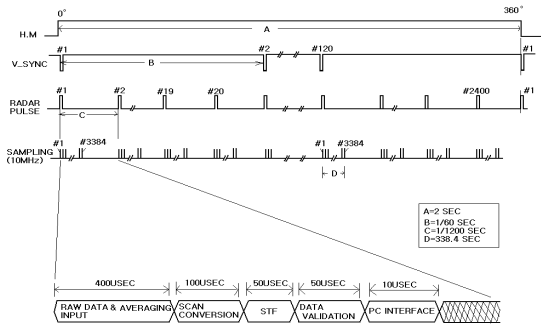 0° 360°
A
H.M
#1 #2 #120 #1
V_SYNC
B
#1 #2 #19 #20 #2400 #1
RADAR
PULSE
C
#1 #3384 #1 #3384
SAMPLING
(10MHz)
D
A=2 SEC
B=1/60 SEC
C=1/1200 SEC
D=338.4 SEC
400USEC 100USEC 50USEC 50USEC 10USEC
RAW DATA & AVERAGING
INPUT
SCAN
CONVERSION
STF
DATA
VALIDATION
PC INTERFACE